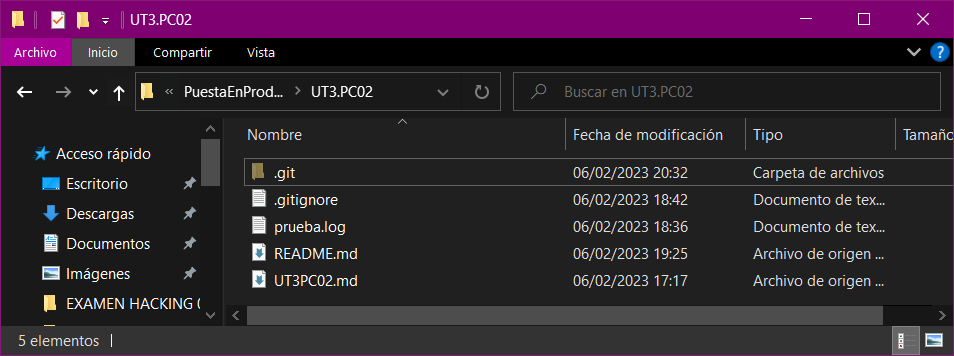 UT3.PC02
Archivo Inicio Compartir Vista
« PuestaEnProd... > UT3.PC02 Buscar en UT3.PC02
Nombre Fecha de modificación Tipo Tamaño
Acceso rápido
Escritorio
Descargas
Documentos
Imágenes
EXAMEN HACKING
.git 06/02/2023 20:32 Carpeta de archivos
.gitignore 06/02/2023 18:42 Documento de tex...
prueba.log 06/02/2023 18:36 Documento de tex...
README.md 06/02/2023 19:25 Archivo de origen ...
UT3PC02.md 06/02/2023 17:17 Archivo de origen ...
5 elementos